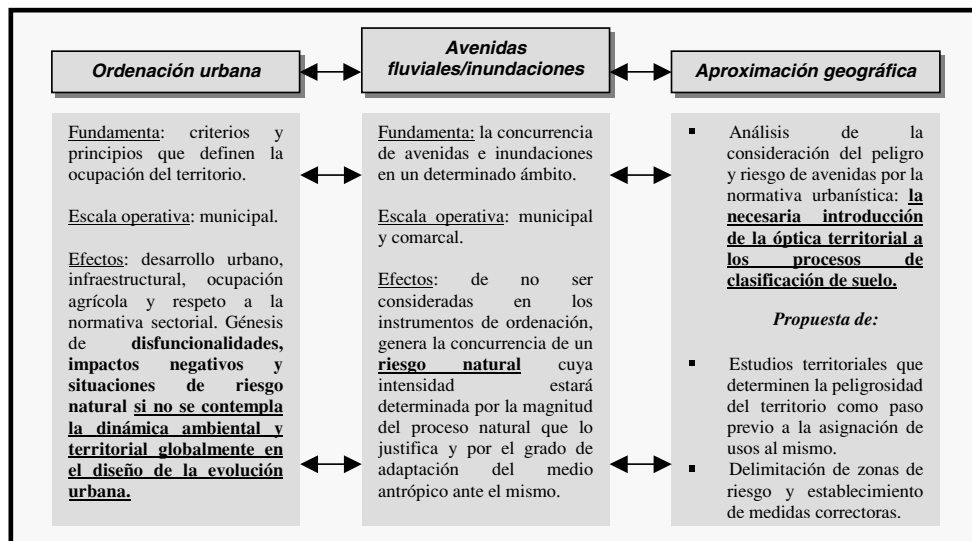 Ordenación urbana
Avenidas
fluviales/inundaciones
Aproximación geográfica
Fundamenta: criterios y
principios que definen la
ocupación del territorio.
Escala operativa: municipal.
Efectos: desarrollo urbano,
infraestructural, ocupación
agrícola y respeto a la
normativa sectorial. Génesis
de disfuncionalidades,
impactos negativos y
situaciones de riesgo
natural si no se contempla
la dinámica ambiental y
territorial globalmente en
el diseño de la evolución
urbana.
Fundamenta: la concurrencia
de avenidas e inundaciones
en un determinado ámbito.
Escala operativa: municipal
y comarcal.
Efectos: de no ser
consideradas en los
instrumentos de ordenación,
genera la concurrencia de un
riesgo natural cuya
intensidad estará
determinada por la magnitud
del proceso natural que lo
justifica y por el grado de
adaptación del medio
antrópico ante el mismo.
▪ Análisis de la
consideración del peligro
y riesgo de avenidas por la
normativa urbanística: la
necesaria introducción
de la óptica territorial a
los procesos de
clasificación de suelo.
Propuesta de:
▪ Estudios territoriales que
determinen la peligrosidad
del territorio como paso
previo a la asignación de
usos al mismo.
▪ Delimitación de zonas de
riesgo y establecimiento
de medidas correctoras.